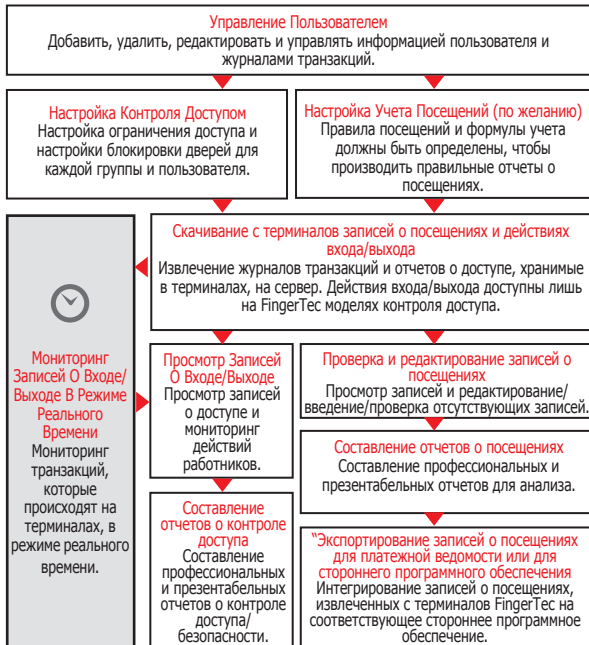 Управление Пользователем
Добавить, удалить, редактировать и управлять информацией пользователя и
журналами транзакций.
Настройка Контроля Доступом
Настройка ограничения доступа и
настройки блокировки дверей для
каждой группы и пользователя.
Настройка Учета Посещений (по желанию)
Правила посещений и формулы учета
должны быть определены, чтобы
производить правильные отчеты о
посещениях.
Скачивание с терминалов записей о посещениях и действиях
входа/выхода
Извлечение журналов транзакций и отчетов о доступе, хранимые
в терминалах, на сервер. Действия входа/выхода доступны лишь
на FingerTec моделях контроля доступа.
Мониторинг
Записей О Входе/
Выходе В Режиме
Реального
Времени
Мониторинг
транзакций,
которые
происходят на
терминалах, в
режиме реального
времени.
Просмотр Записей
О Входе/Выходе
Просмотр записей
о доступе и
мониторинг
действий
работников.
Проверка и редактирование записей о
посещениях
Просмотр записей и редактирование/
введение/проверка отсутствующих записей.
Составление отчетов о посещениях
Составление профессиональных и
презентабельных отчетов для анализа.
Составление
отчетов о контроле
доступа
Составление
профессиональных
и презентабельных
отчетов о контроле
доступа/
безопасности.
"Экспортирование записей о посещениях
для платежной ведомости или для
стороннего программного обеспечения
Интегрирование записей о посещениях,
извлеченных с терминалов FingerTec на
соответствующее стороннее программное
обеспечение.